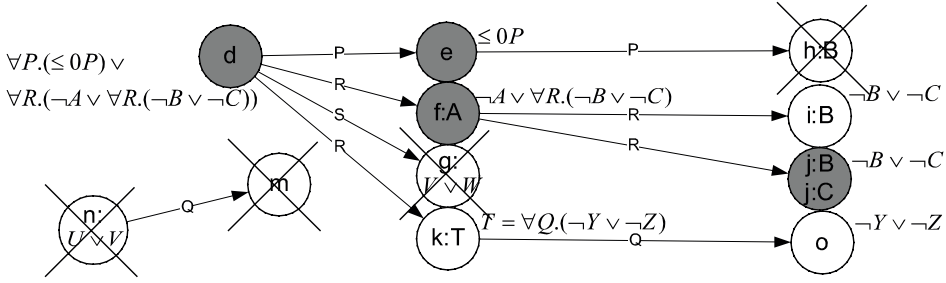 ∀P.(≤ 0P) ∨
∀R.(¬A ∨ ∀R.(¬B ∨ ¬C))
d
P
R
S
R
e
≤ 0P
P
h:B
f:A
¬A ∨ ∀R.(¬B ∨ ¬C)
R
R
i:B
¬B ∨ ¬C
g:
V ∨ W
j:B
j:C
¬B ∨ ¬C
k:T
T = ∀Q.(¬Y ∨ ¬Z)
Q
o
¬Y ∨ ¬Z
n:
U ∨ V
Q
m